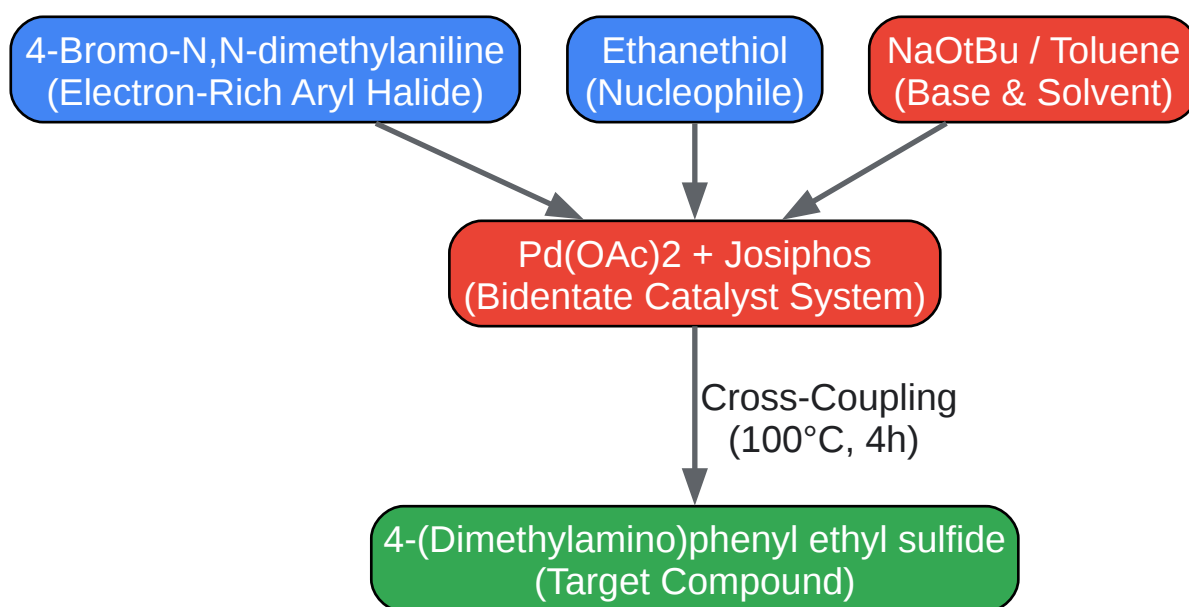 4-Bromo-N,N-dimethylaniline
(Electron-Rich Aryl Halide)
Ethanethiol
(Nucleophile)
NaOtBu / Toluene
(Base & Solvent)
Pd(OAc)2 + Josiphos
(Bidentate Catalyst System)
Cross-Coupling
(100°C, 4h)
4-(Dimethylamino)phenyl ethyl sulfide
(Target Compound)